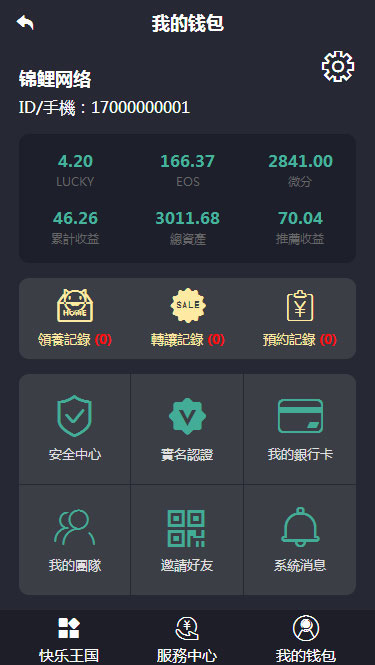 我的钱包
锦鲤网络
ID/手機：17000000001
4.20 166.37 2841.00
LUCKY EOS 微分
46.26 3011.68 70.04
累計收益 總資產 推薦收益
HOME SALE
領養記錄 (0) 轉讓記錄 (0) 預約記錄 (0)
安全中心 實名認證 我的銀行卡
我的團隊 邀請好友 系統消息
快乐王国 服務中心 我的钱包